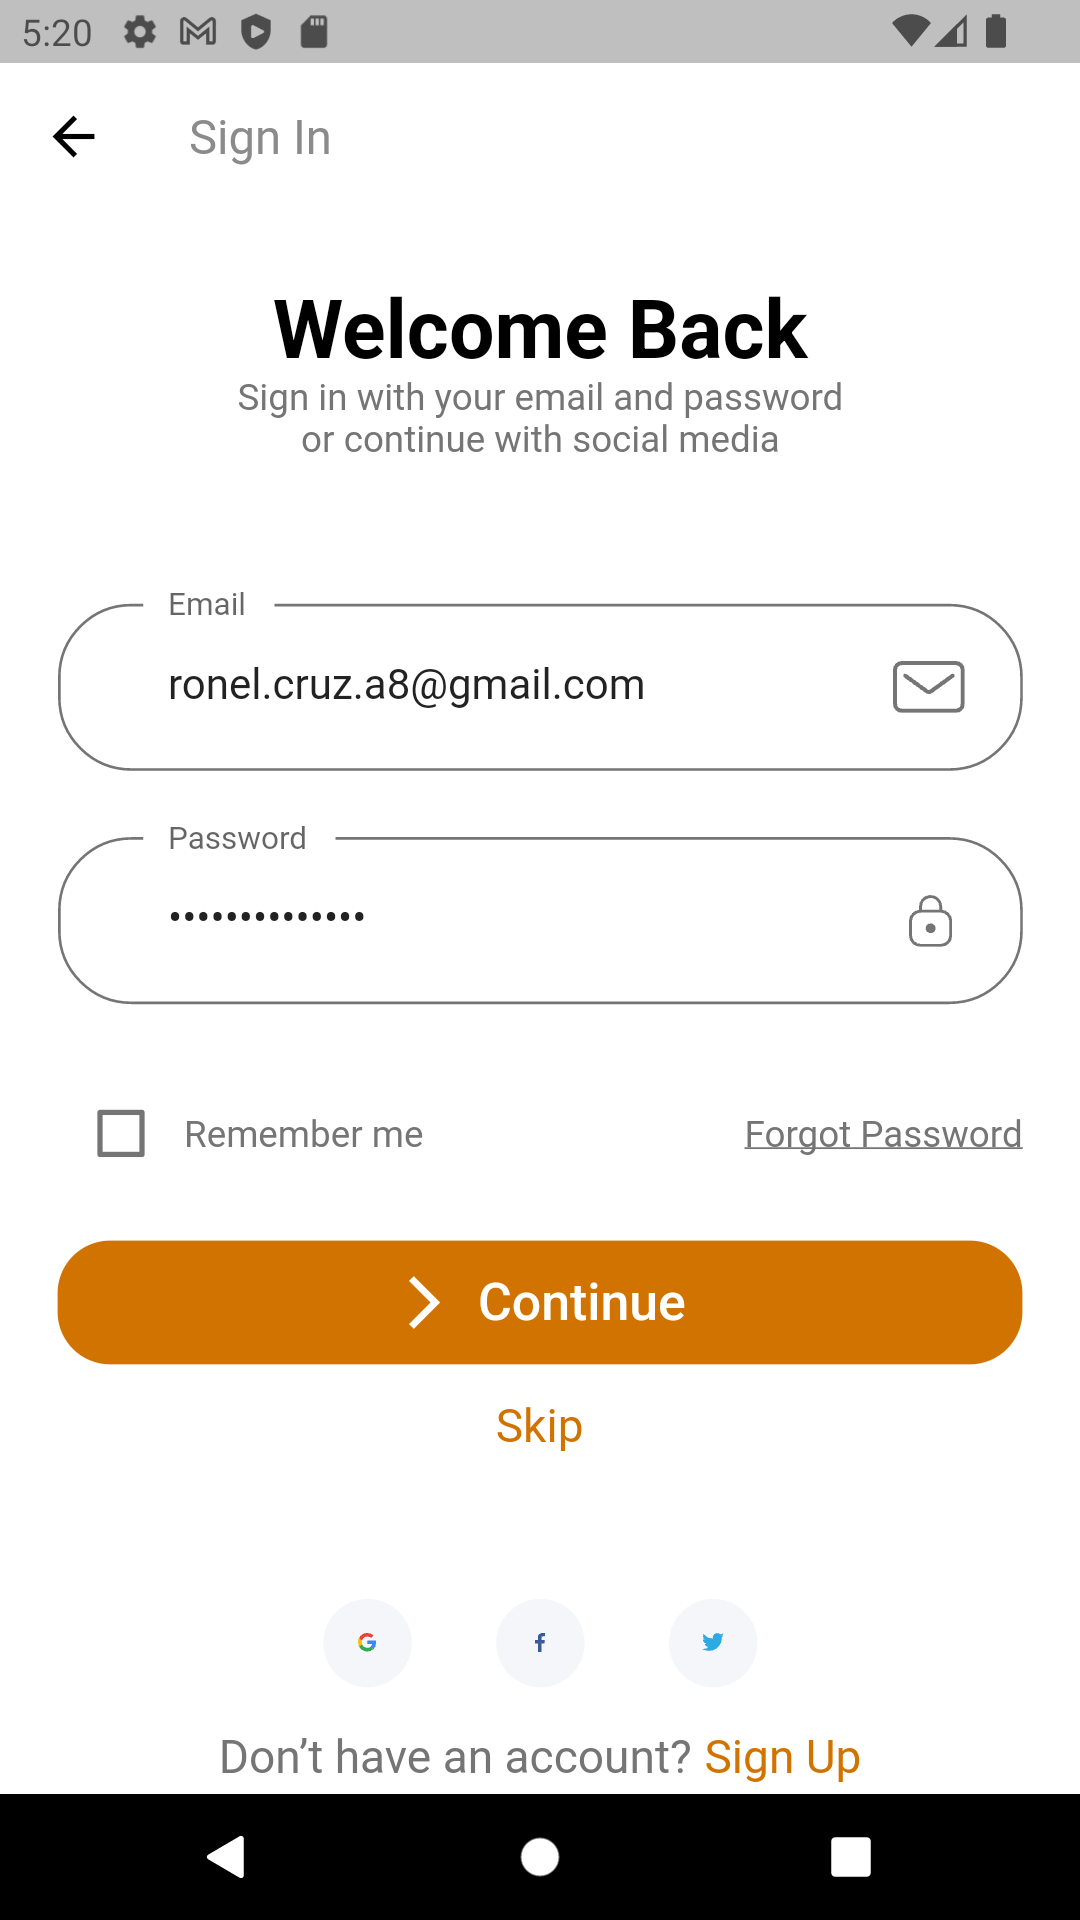 5:20
Sign In
Welcome Back
Sign in with your email and password
or continue with social media
Email
ronel.cruz.a8@gmail.com
Password
••••••••••••••
Remember me
Forgot Password
Continue
Skip
Don’t have an account? Sign Up